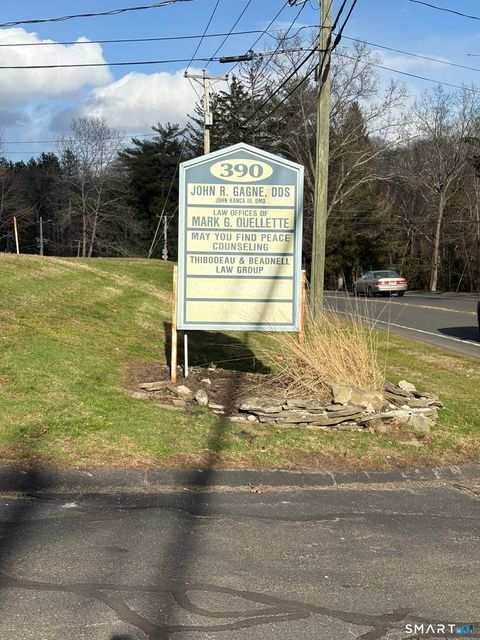 390
JOHN R. GAGNE, DDS
JOHN KANCA III, DMD
LAW OFFICES OF
MARK G. OUELLETTE
MAY YOU FIND PEACE
COUNSELING
THIBODEAU & BEADNELL
LAW GROUP
SMARTMLS